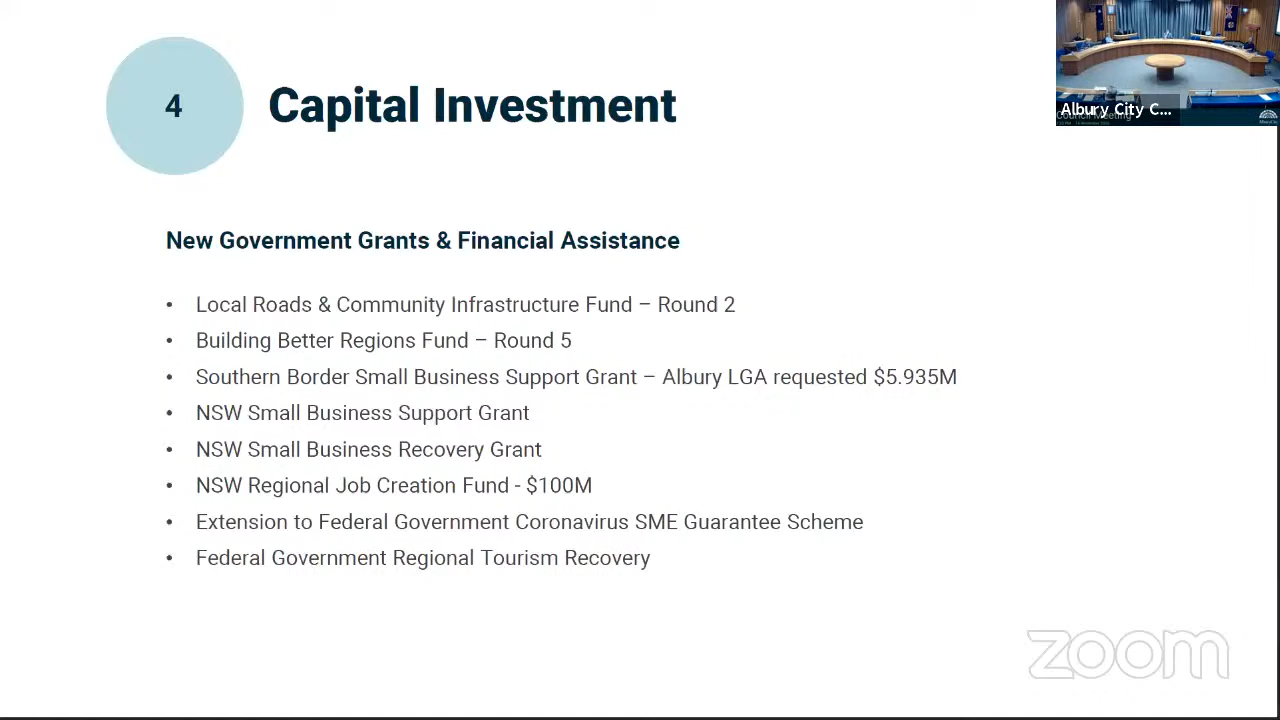 4
Capital Investment
Albury City C...
Council Meeting
New Government Grants & Financial Assistance
• Local Roads & Community Infrastructure Fund – Round 2
• Building Better Regions Fund – Round 5
• Southern Border Small Business Support Grant – Albury LGA requested $5.935M
• NSW Small Business Support Grant
• NSW Small Business Recovery Grant
• NSW Regional Job Creation Fund - $100M
• Extension to Federal Government Coronavirus SME Guarantee Scheme
• Federal Government Regional Tourism Recovery
zoom